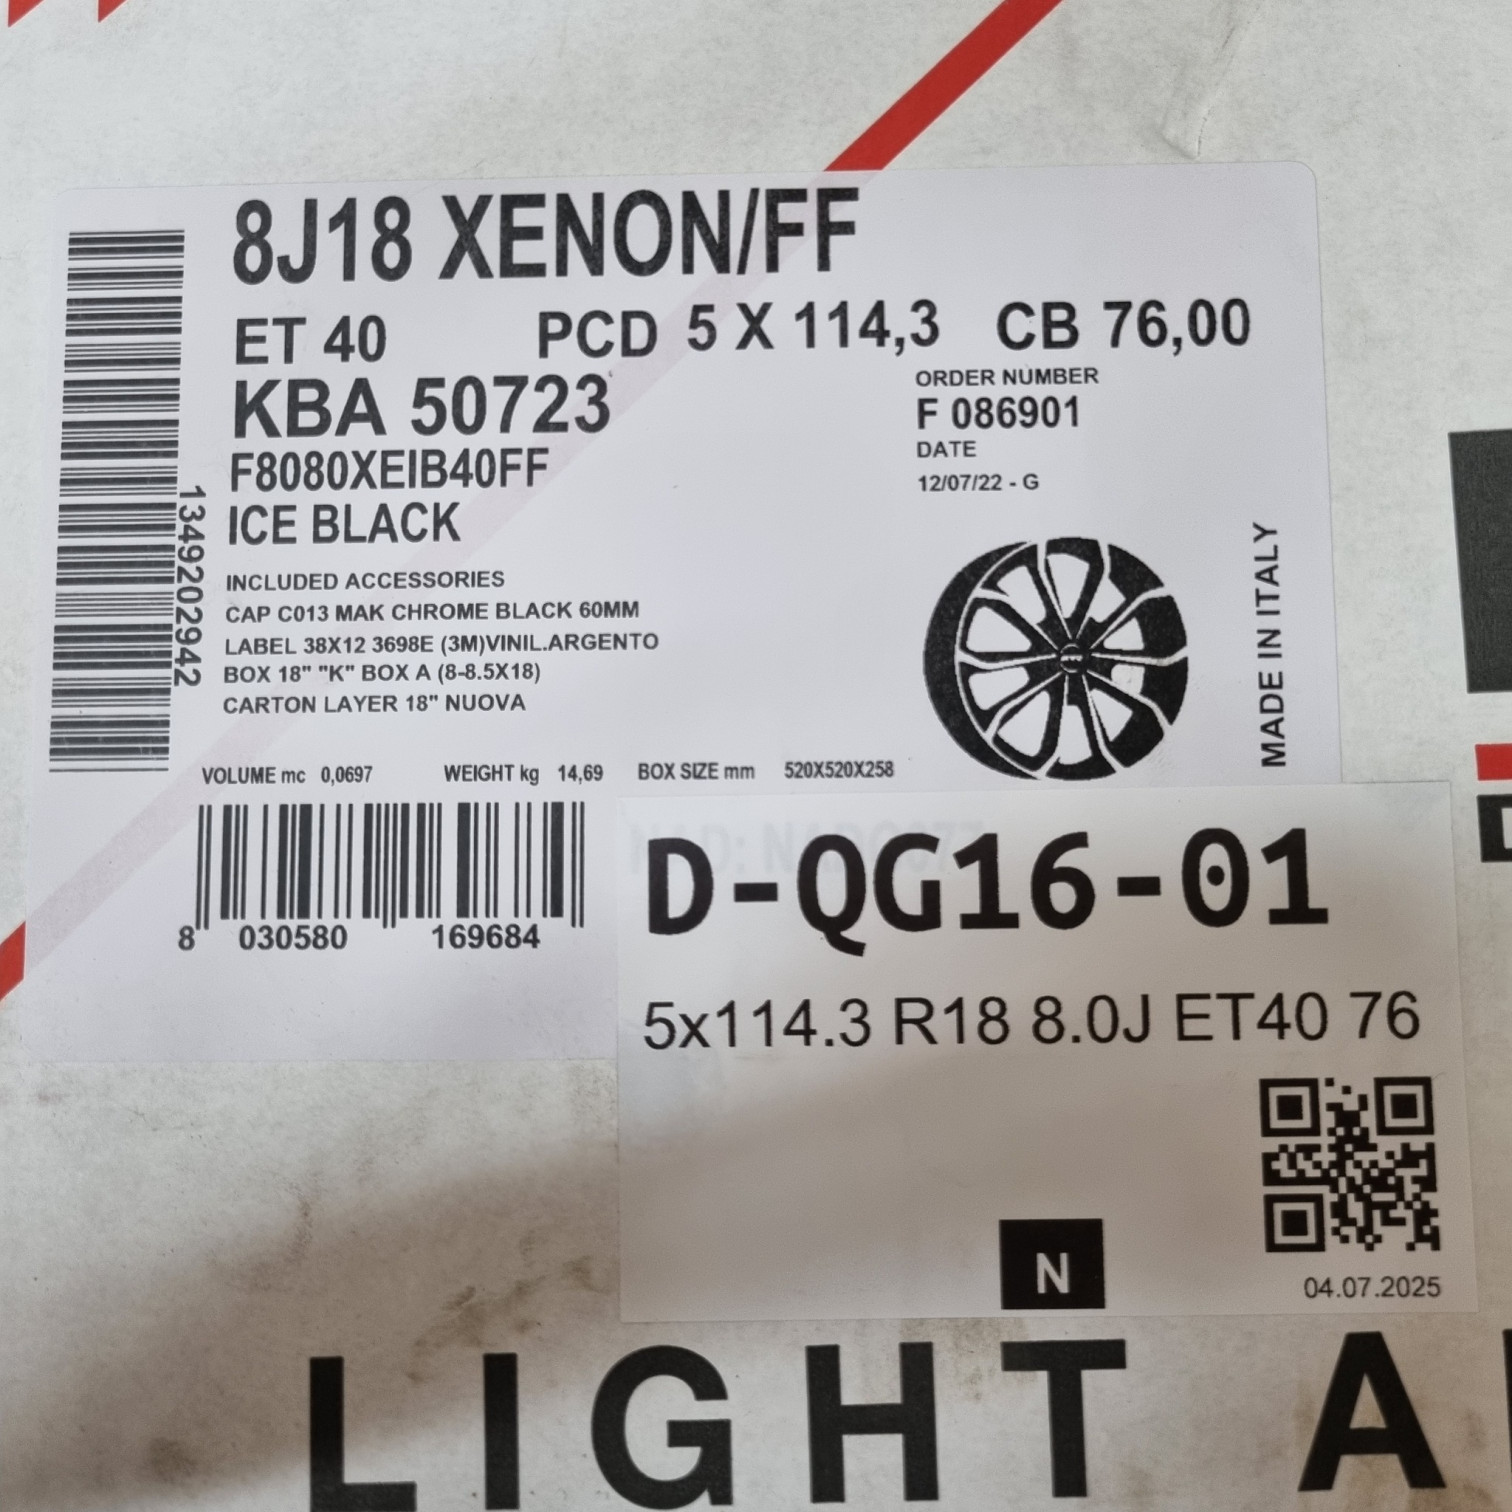 8J18 XENON/FF
ET 40 PCD 5 X 114,3 CB 76,00
KBA 50723
ORDER NUMBER
F 086901
DATE
12/07/22 - G
F8080XEIB40FF
ICE BLACK
1349202942
INCLUDED ACCESSORIES
CAP C013 MAK CHROME BLACK 60MM
LABEL 38X12 3698E (3M)VINIL.ARGENTO
BOX 18" "K" BOX A (8-8.5X18)
CARTON LAYER 18" NUOVA
MADE IN ITALY
VOLUME mc 0,0697 WEIGHT kg 14,69 BOX SIZE mm 520X520X258
8 030580 169684
D-QG16-01
5x114.3 R18 8.0J ET40 76
N
04.07.2025
LIGHT A